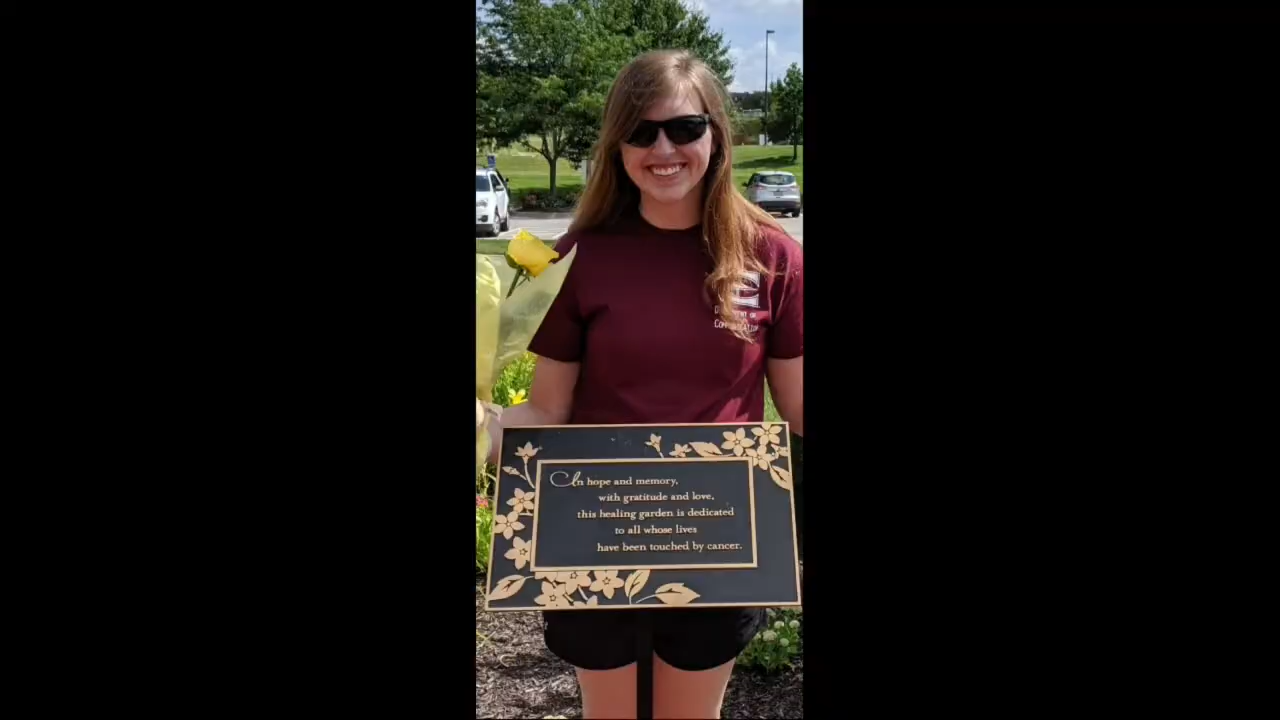 In hope and memory,
with gratitude and love,
this healing garden is dedicated
to all whose lives
have been touched by cancer.